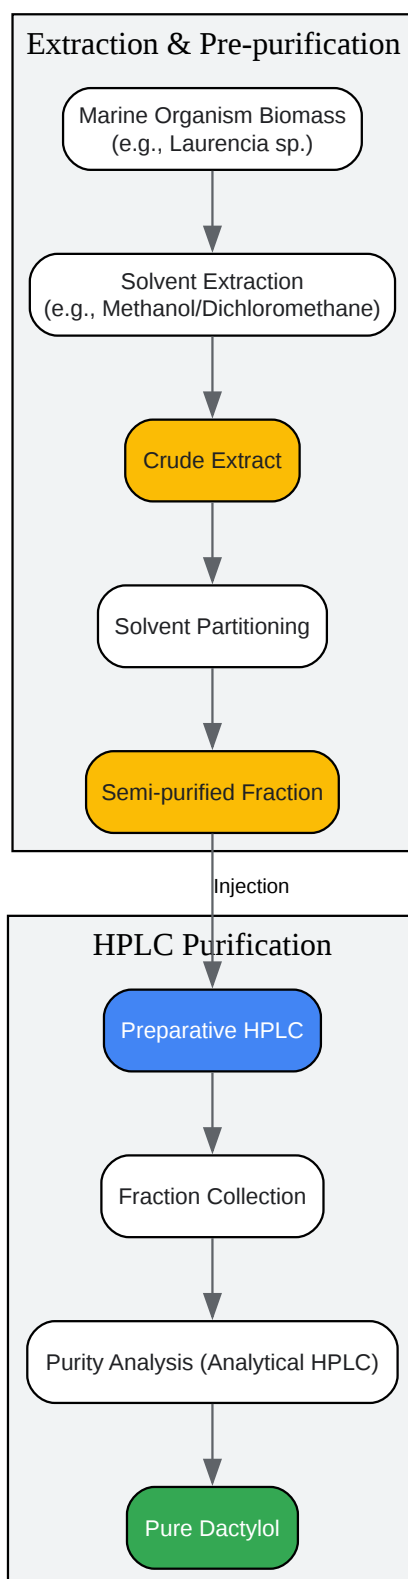 Extraction & Pre-purification
Marine Organism Biomass
(e.g., Laurencia sp.)
Solvent Extraction
(e.g., Methanol/Dichloromethane)
Crude Extract
Solvent Partitioning
Semi-purified Fraction
Injection
HPLC Purification
Preparative HPLC
Fraction Collection
Purity Analysis (Analytical HPLC)
Pure Dactylol